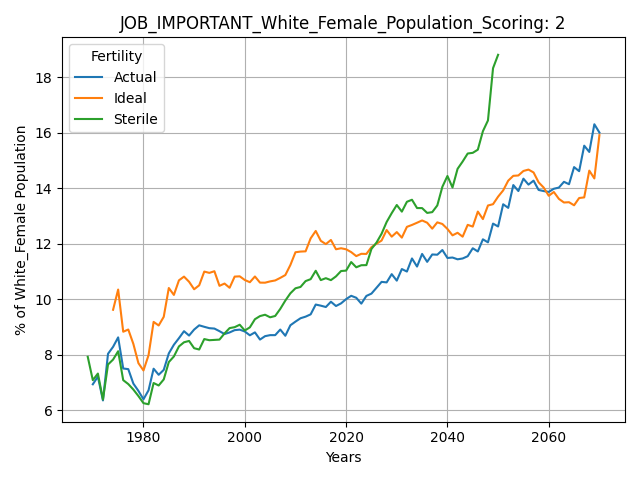 JOB_IMPORTANT_White_Female_Population_Scoring: 2
Fertility
Actual
Ideal
Sterile
% of White_Female Population
18
16
14
12
10
8
6
1980 2000 2020 2040 2060
Years